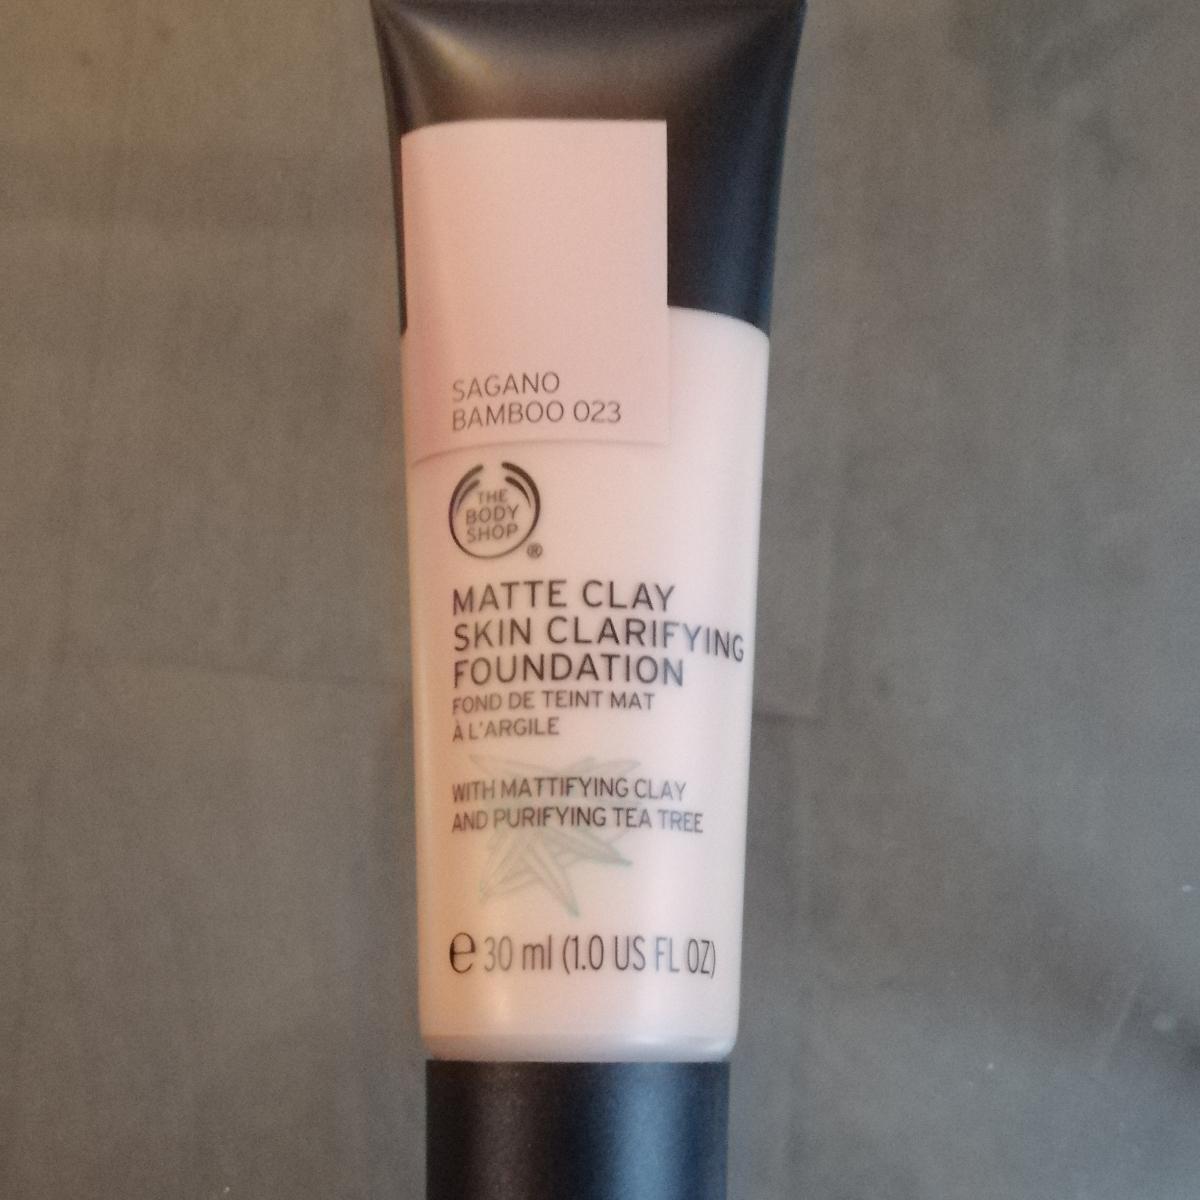 SAGANO
BAMBOO 023
THE
BODY
SHOP
®
MATTE CLAY
SKIN CLARIFYING
FOUNDATION
FOND DE TEINT MAT
À L'ARGILE
WITH MATTIFYING CLAY
AND PURIFYING TEA TREE
e 30 ml (1.0 US FL OZ)